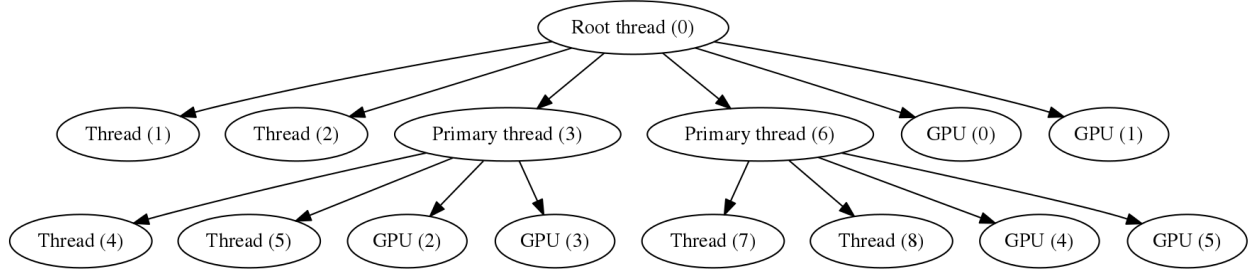 Root thread (0)
Thread (1)
Thread (2)
Primary thread (3)
Primary thread (6)
GPU (0)
GPU (1)
Thread (4)
Thread (5)
GPU (2)
GPU (3)
Thread (7)
Thread (8)
GPU (4)
GPU (5)